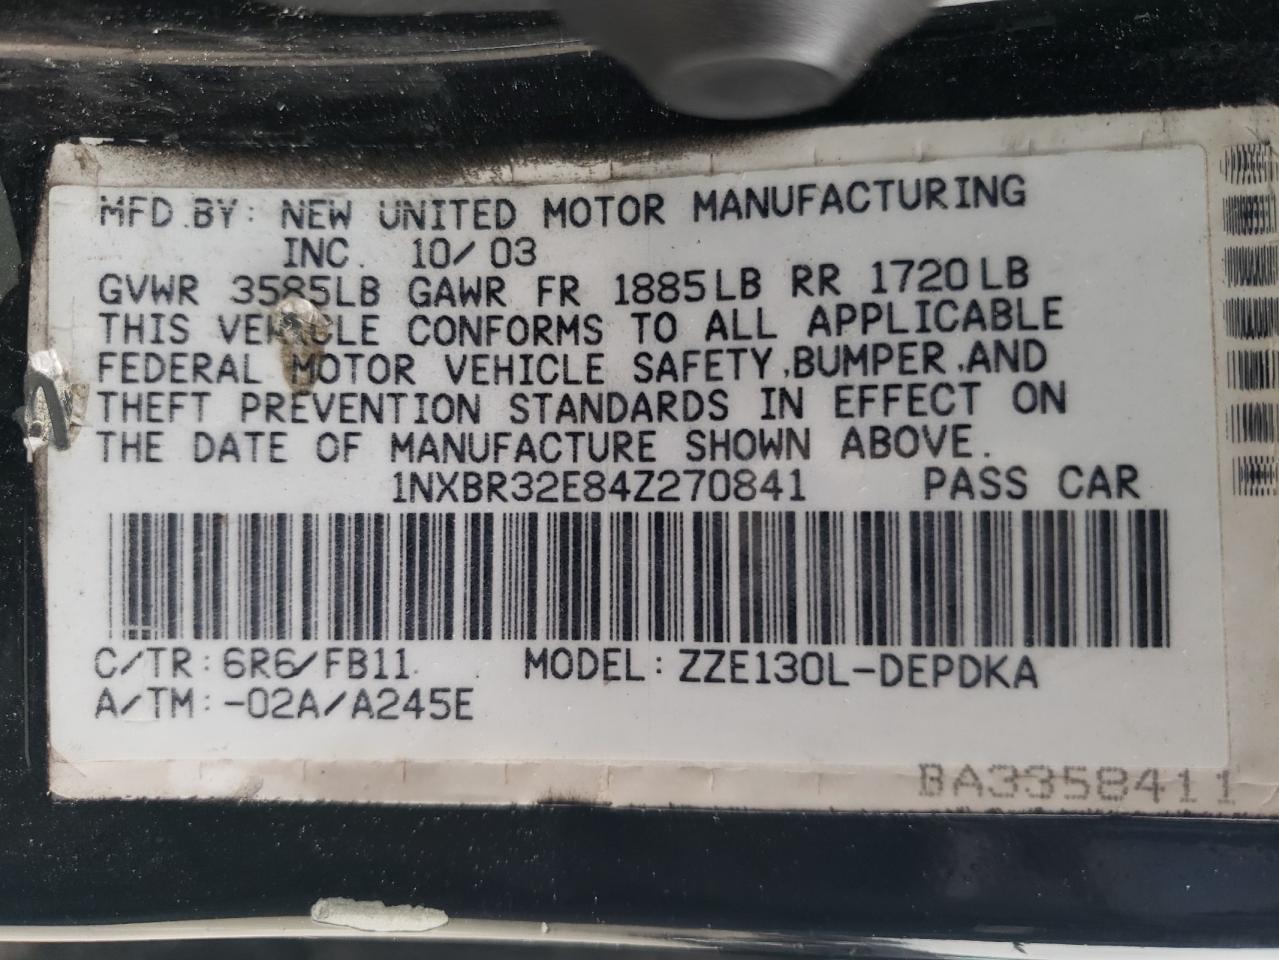 MFD.BY: NEW UNITED MOTOR MANUFACTURING
INC. 10/03
GVWR 3585LB GAWR FR 1885LB RR 1720LB
THIS VEHICLE CONFORMS TO ALL APPLICABLE
FEDERAL MOTOR VEHICLE SAFETY,BUMPER,AND
THEFT PREVENTION STANDARDS IN EFFECT ON
THE DATE OF MANUFACTURE SHOWN ABOVE.
1NXBR32E84Z270841 PASS CAR
C/TR:6R6/FB11 MODEL:ZZE130L-DEPDKA
A/TM:-02A/A245E
BA3358411